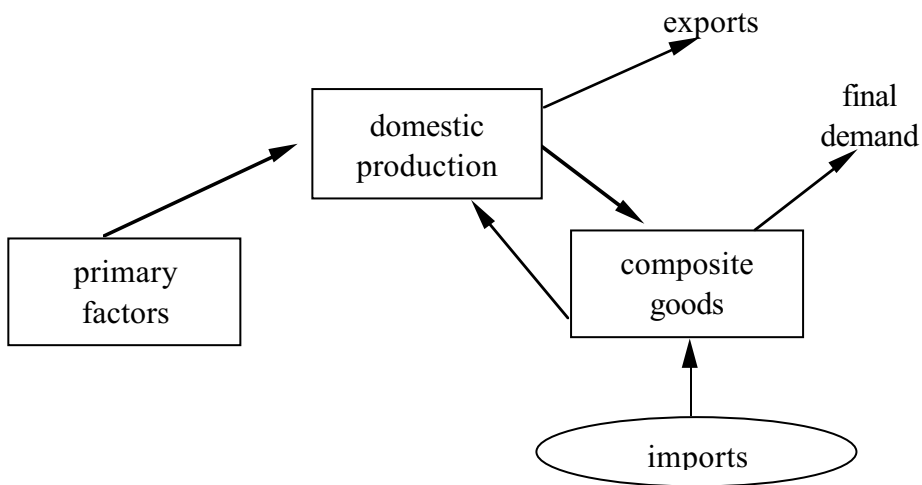 exports
final
demand
domestic
production
composite
goods
primary
factors
imports